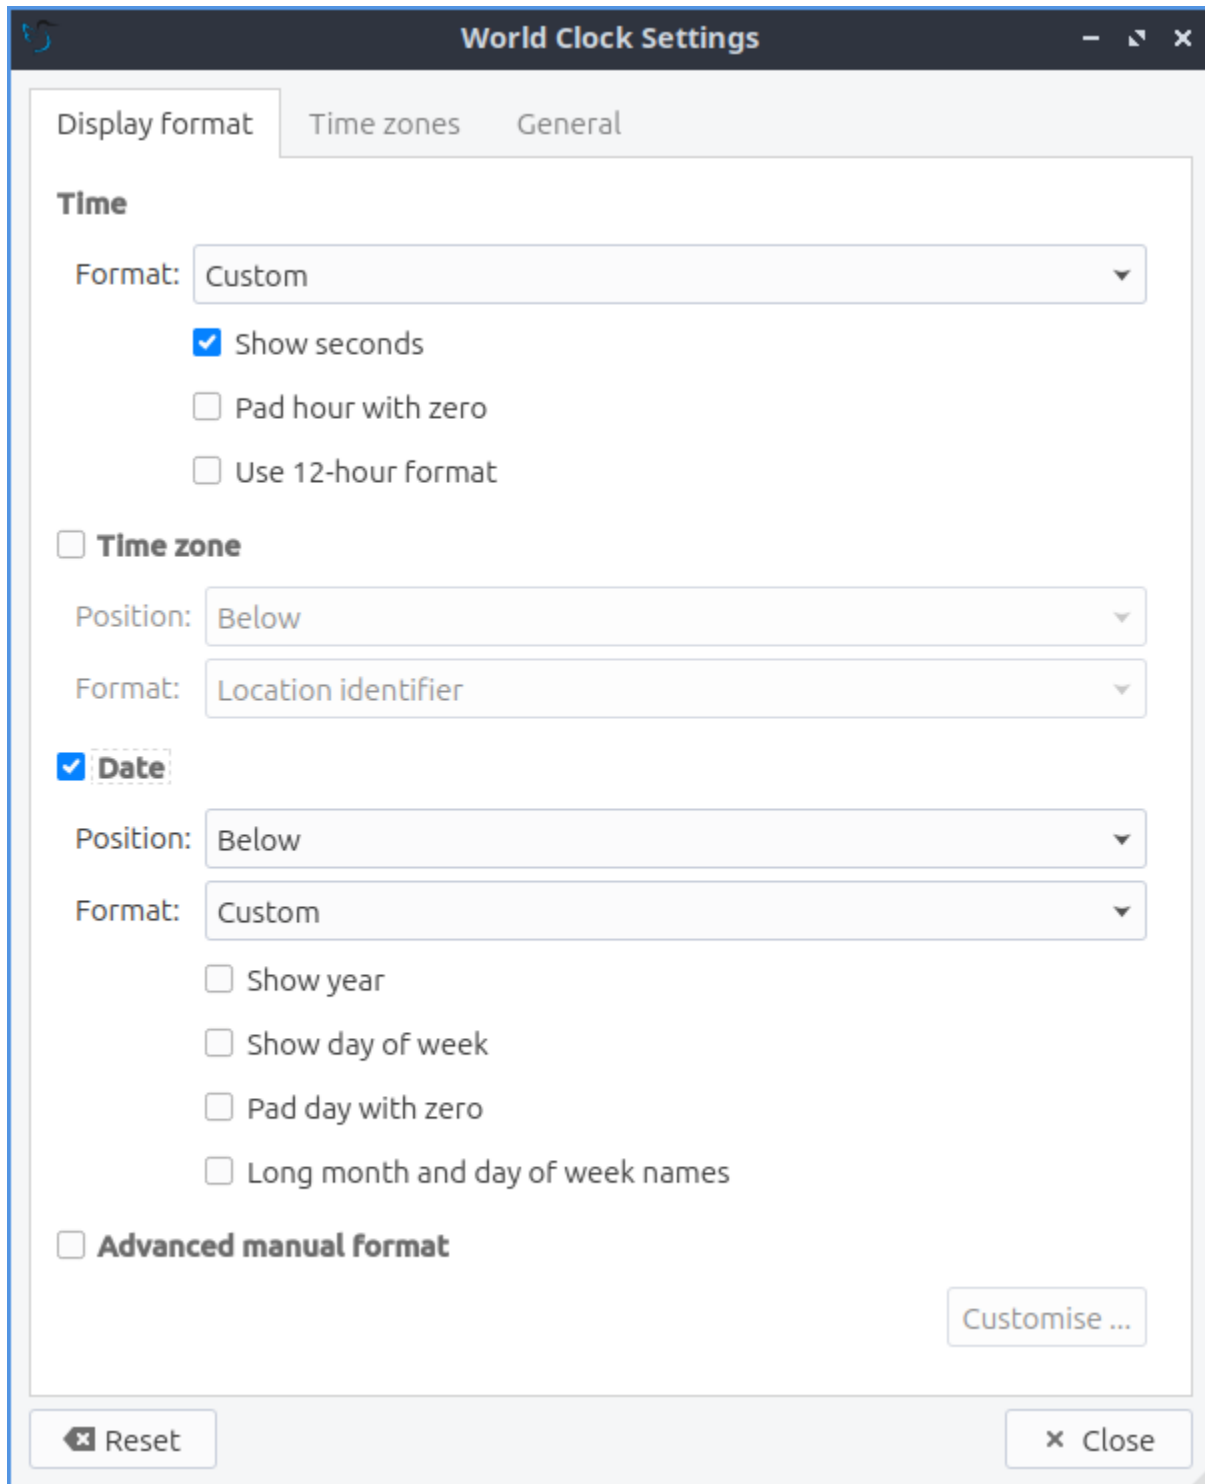 World Clock Settings
Display format Time zones General
Time
Format: Custom
Show seconds
Pad hour with zero
Use 12-hour format
Time zone
Position: Below
Format: Location identifier
Date
Position: Below
Format: Custom
Show year
Show day of week
Pad day with zero
Long month and day of week names
Advanced manual format
Customise ...
Reset Close